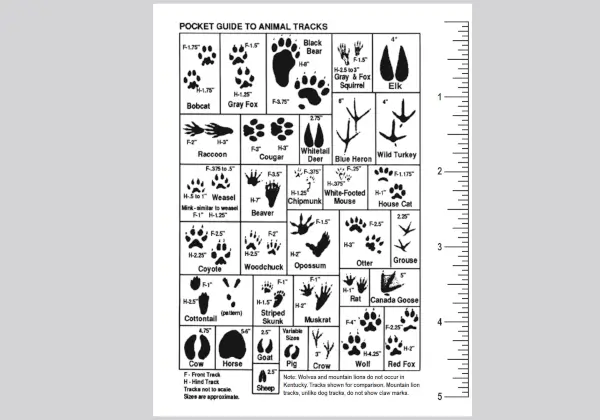 POCKET GUIDE TO ANIMAL TRACKS
F-1.75"
H-1.75"
Bobcat
F-1.5"
H-1.25"
Gray Fox
Black
Bear
H-8"
F-3.75"
F-1.5"
H-2.5 to 3"
Gray & Fox
Squirrel
4"
Elk
F-2" H-3"
Raccoon
F-3" H-3"
Cougar
2.75"
Whitetail
Deer
6"
Blue Heron
4"
Wild Turkey
F-.375 to .5"
H-.5 to 1" Weasel
Mink - similar to weasel
F-1" H-1.25"
F-3.5"
H-7"
Beaver
F-.375"
H-1.25"
Chipmunk
F-.25"
H-.375"
White-Footed
Mouse
F-1.175"
H-1"
House Cat
F-2.5"
H-2.25"
Coyote
F-2"
H-2.5"
Woodchuck
F-1.5"
H-2"
Opossum
F-2.5"
H-3"
Otter
2.25"
Grouse
F-1"
H-2.5"
(pattern)
Cottontail
F-1"
H-1.5"
Striped
Skunk
F-1"
H-2"
Muskrat
H-1"
Rat
5"
Canada Goose
4.75"
Cow
5-6"
Horse
2.5"
Goat
Variable
Sizes
Pig
3"
Crow
F-4"
H-4.25"
Wolf
F-2.25"
H-2"
Red Fox
F - Front Track
H - Hind Track
Tracks not to scale.
Sizes are approximate.
2.5"
Sheep
Note: Wolves and mountain lions do not occur in
Kentucky. Tracks shown for comparison. Mountain lion
tracks, unlike dog tracks, do not show claw marks.
1
2
3
4
5